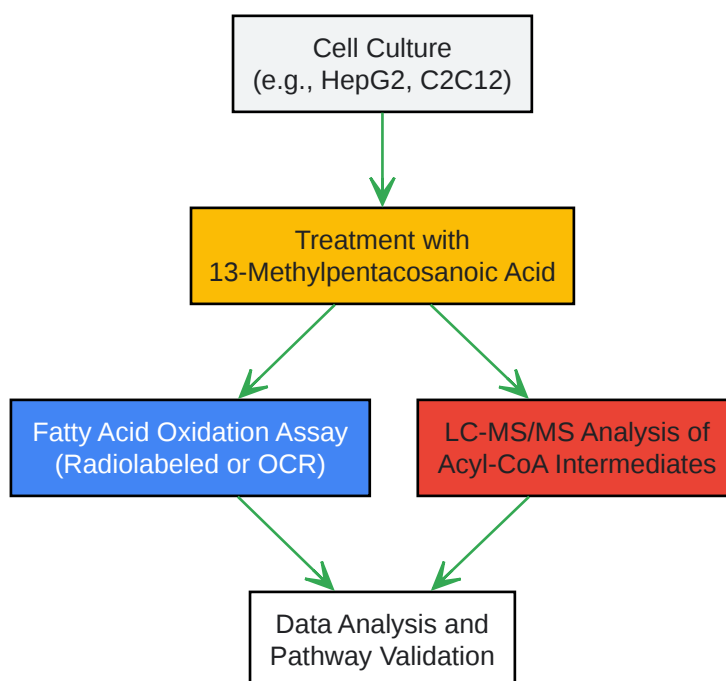 Cell Culture
(e.g., HepG2, C2C12)
Treatment with
13-Methylpentacosanoic Acid
Fatty Acid Oxidation Assay
(Radiolabeled or OCR)
LC-MS/MS Analysis of
Acyl-CoA Intermediates
Data Analysis and
Pathway Validation